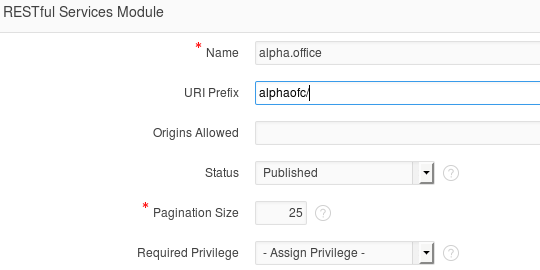 RESTful Services Module
* Name alpha.office
URI Prefix alphaofc/
Origins Allowed
Status Published ?
* Pagination Size 25 ?
Required Privilege - Assign Privilege - ?